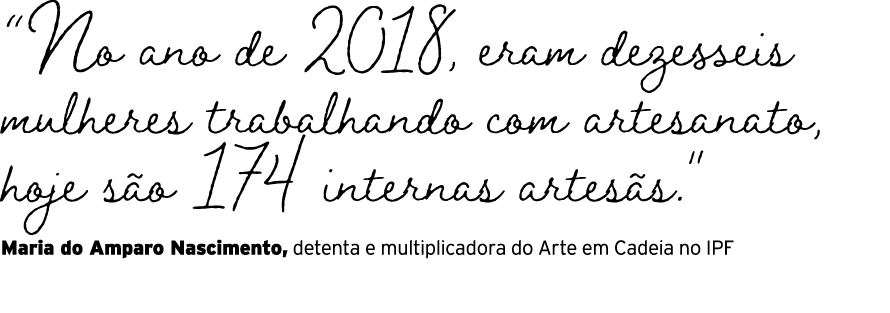 "No ano de 2018, eram dezesseis
mulheres trabalhando com artesanato,
hoje são 174 internas artesãs."
Maria do Amparo Nascimento, detenta e multiplicadora do Arte em Cadeia no IPF